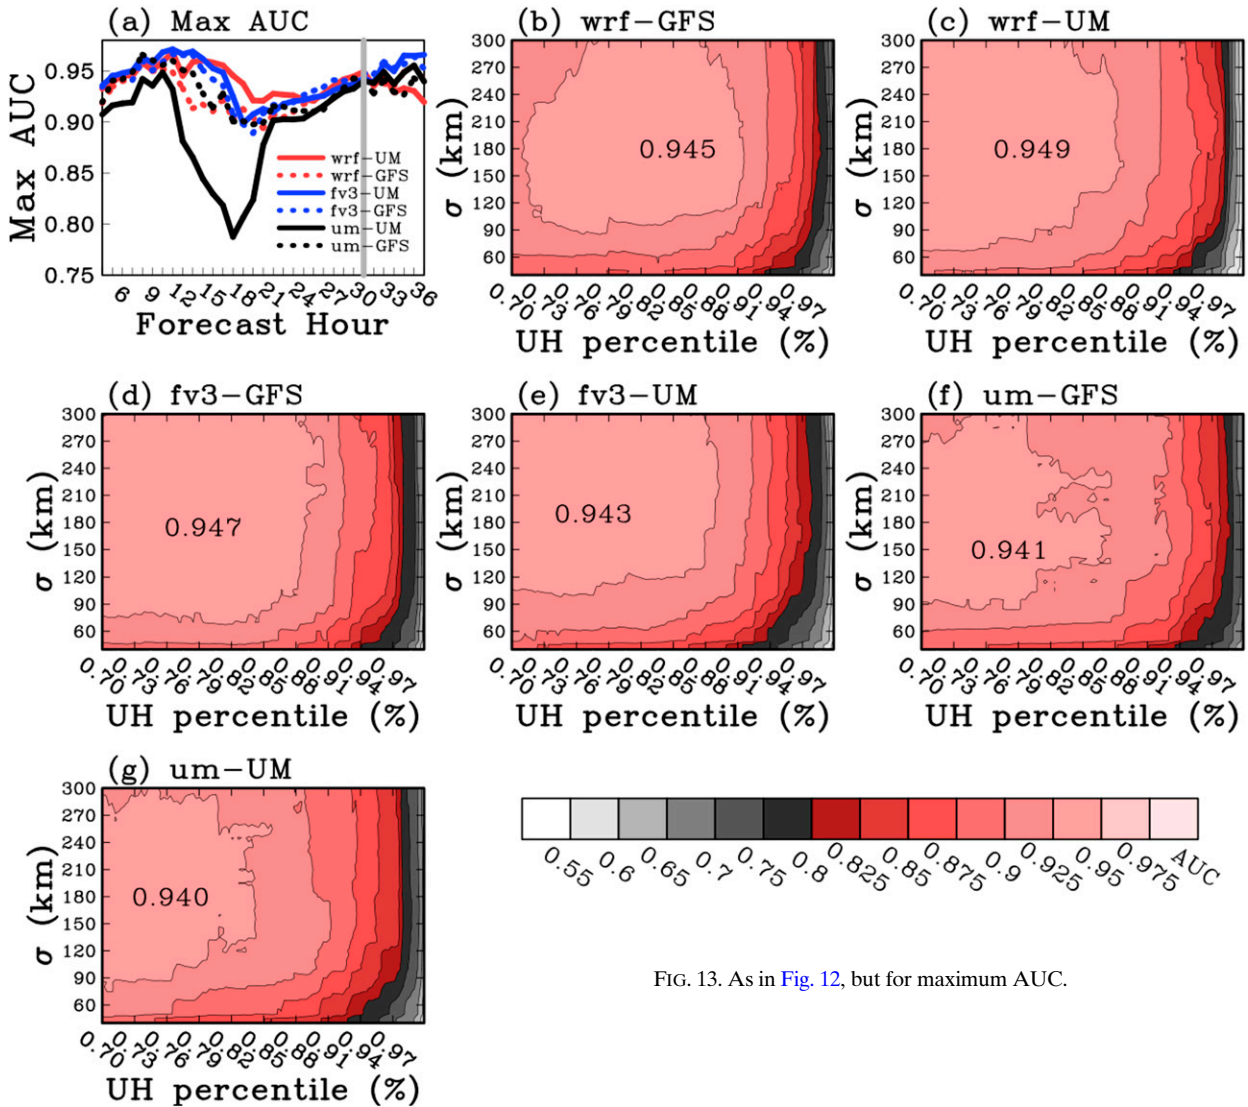 (a) Max AUC
Max AUC
0.95
0.90
0.85
0.80
0.75
wrf-UM
wrf-GFS
fv3-UM
fv3-GFS
um-UM
um-GFS
6 9 12 15 18 21 24 27 30 33 36
Forecast Hour
(b) wrf-GFS
σ (km)
300
270
240
210
180
150
120
90
60
0.945
0.70 0.73 0.76 0.79 0.82 0.85 0.88 0.91 0.94 0.97
UH percentile (%)
(c) wrf-UM
σ (km)
300
270
240
210
180
150
120
90
60
0.949
0.70 0.73 0.76 0.79 0.82 0.85 0.88 0.91 0.94 0.97
UH percentile (%)
(d) fv3-GFS
σ (km)
300
270
240
210
180
150
120
90
60
0.947
0.70 0.73 0.76 0.79 0.82 0.85 0.88 0.91 0.94 0.97
UH percentile (%)
(e) fv3-UM
σ (km)
300
270
240
210
180
150
120
90
60
0.943
0.70 0.73 0.76 0.79 0.82 0.85 0.88 0.91 0.94 0.97
UH percentile (%)
(f) um-GFS
σ (km)
300
270
240
210
180
150
120
90
60
0.941
0.70 0.73 0.76 0.79 0.82 0.85 0.88 0.91 0.94 0.97
UH percentile (%)
(g) um-UM
σ (km)
300
270
240
210
180
150
120
90
60
0.940
0.70 0.73 0.76 0.79 0.82 0.85 0.88 0.91 0.94 0.97
UH percentile (%)
0.55 0.6 0.65 0.7 0.75 0.8 0.825 0.85 0.875 0.9 0.925 0.95 0.975 AUC
FIG. 13. As in Fig. 12, but for maximum AUC.